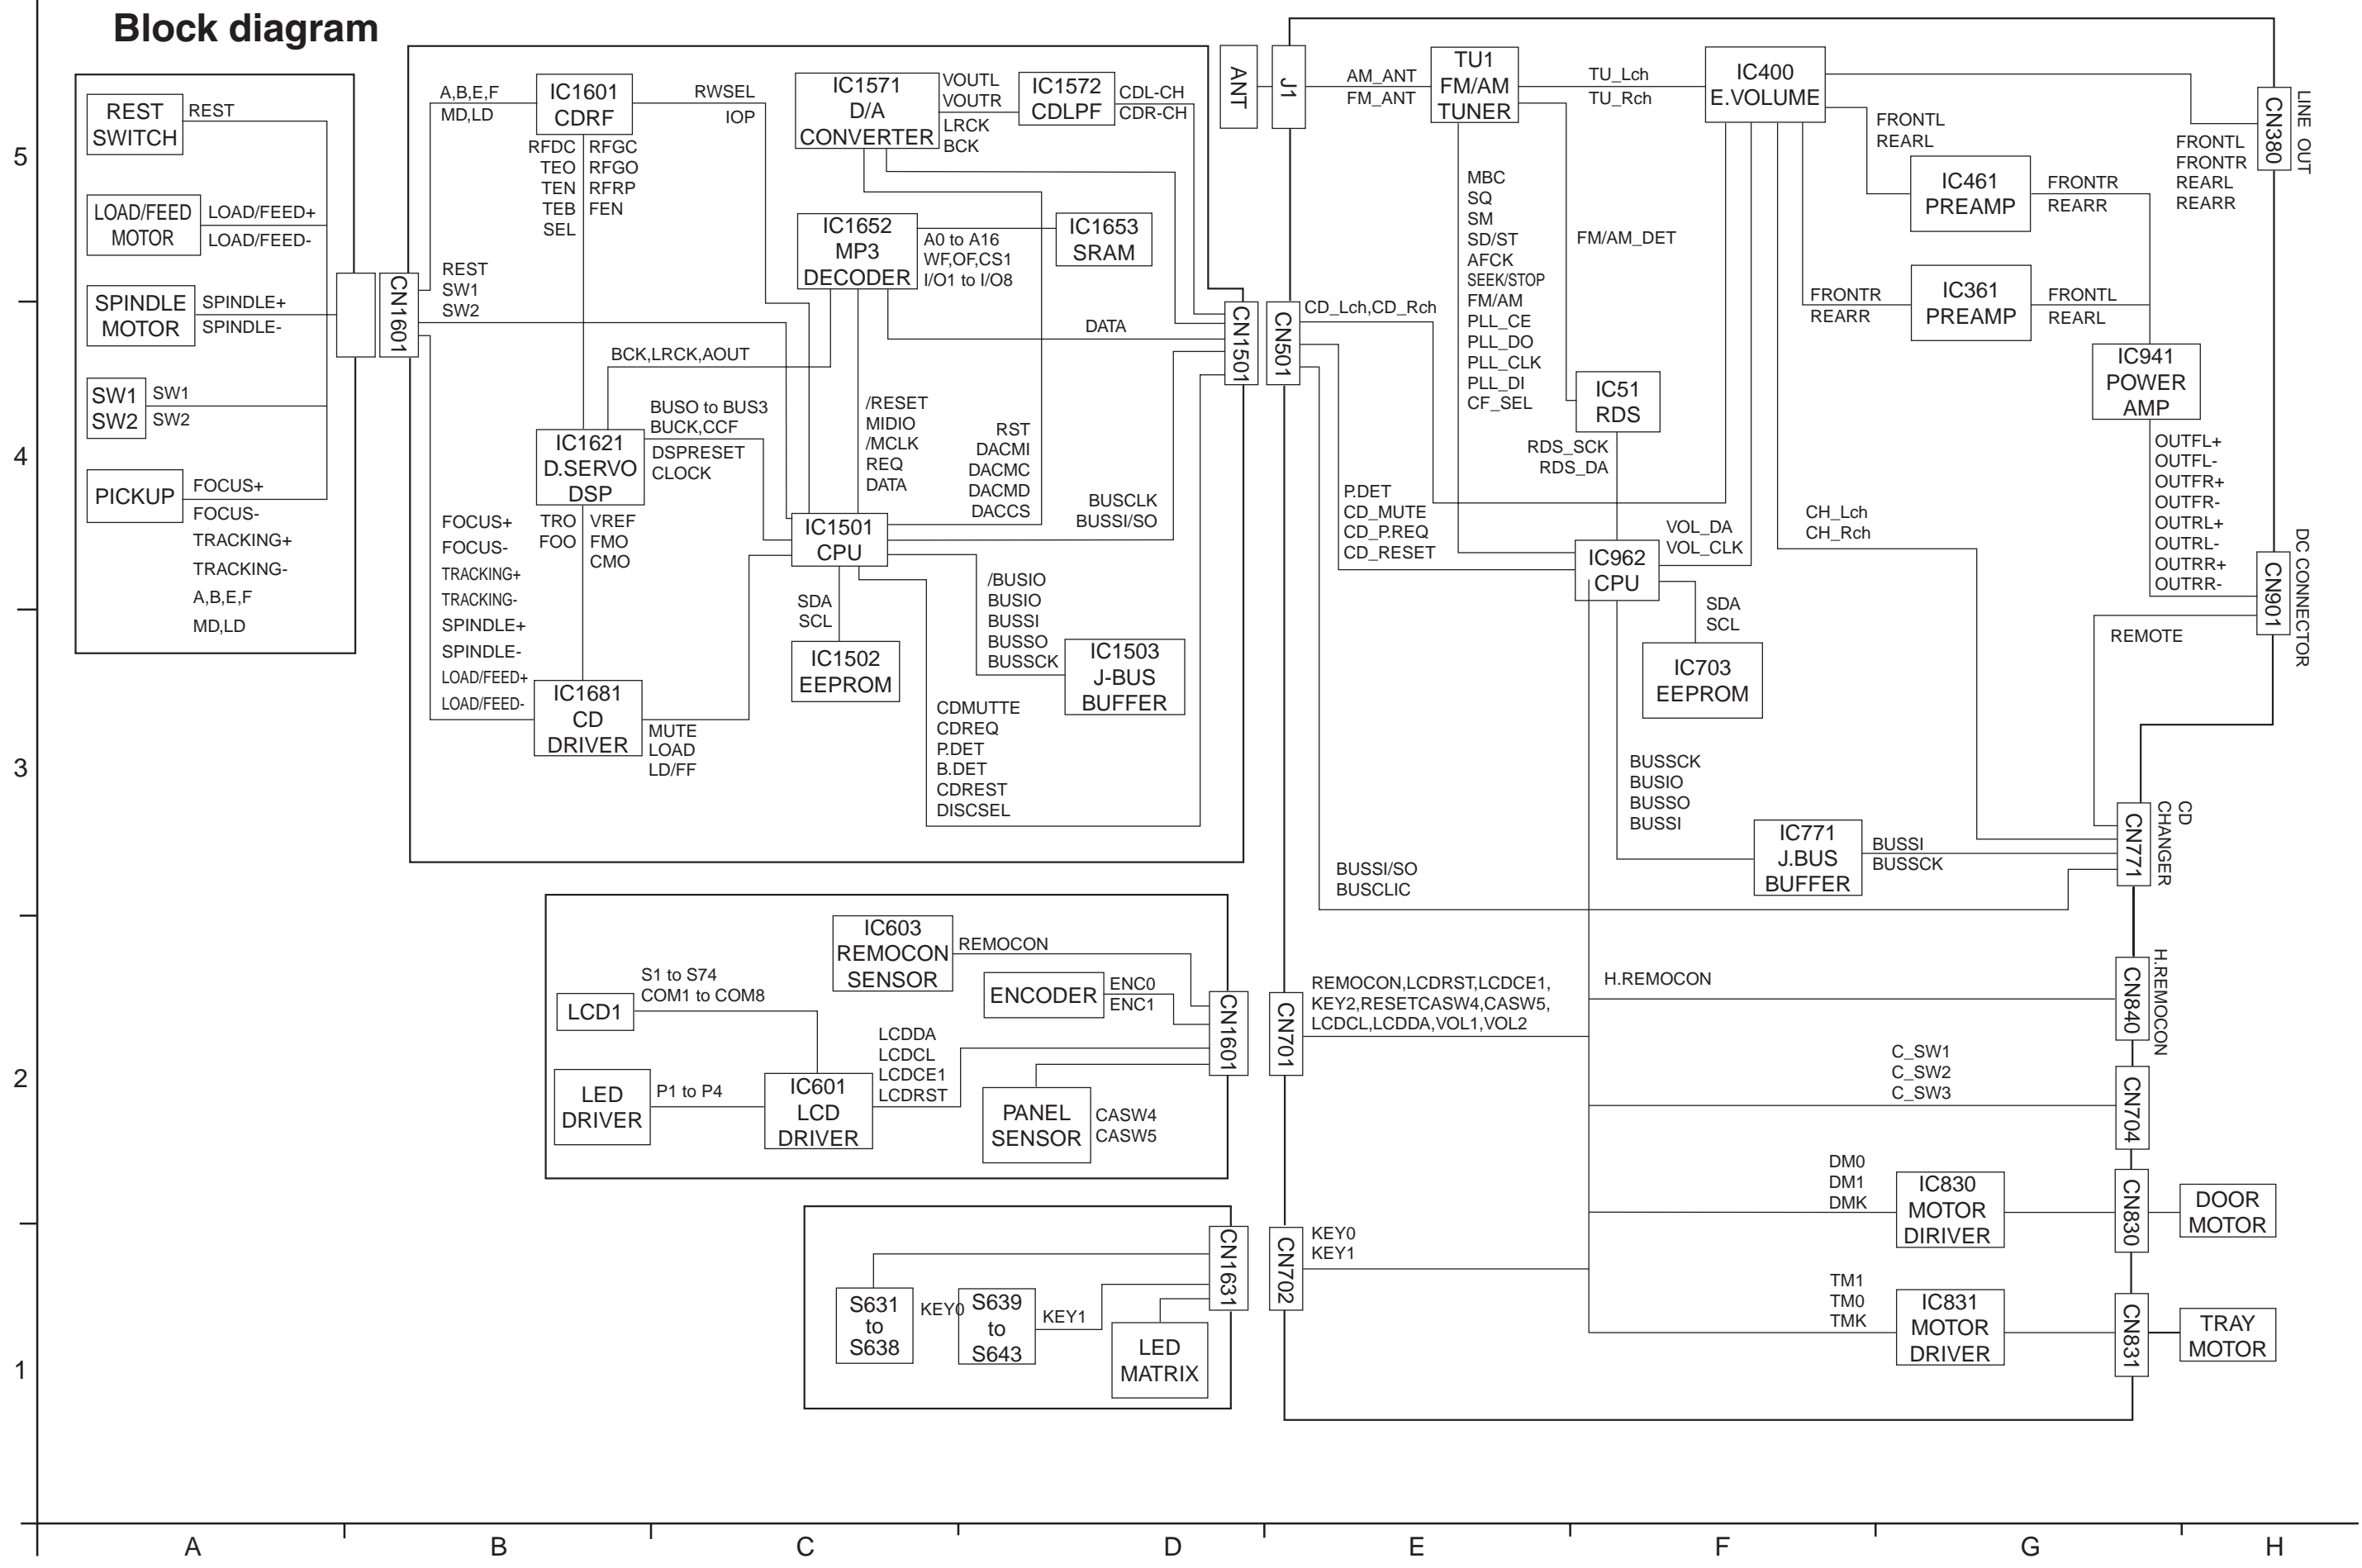 Block diagram
REST
SWITCH
REST
LOAD/FEED
MOTOR
LOAD/FEED+
LOAD/FEED-
SPINDLE
MOTOR
SPINDLE+
SPINDLE-
SW1
SW2
SW1
SW2
PICKUP
FOCUS+
FOCUS-
TRACKING+
TRACKING-
A,B,E,F
MD,LD
CN1601
A,B,E,F
MD,LD
IC1601
CDRF
RWSEL
IOP
RFDC
TEO
TEN
TEB
SEL
RFGC
RFGO
RFRP
FEN
REST
SW1
SW2
IC1571
D/A
CONVERTER
VOUTL
VOUTR
LRCK
BCK
IC1572
CDLPF
CDL-CH
CDR-CH
IC1652
MP3
DECODER
A0 to A16
WF,OF,CS1
I/O1 to I/O8
IC1653
SRAM
DATA
CN1501
BCK,LRCK,AOUT
BUSO to BUS3
BUCK,CCF
DSPRESET
CLOCK
IC1621
D.SERVO
DSP
/RESET
MIDIO
/MCLK
REQ
DATA
RST
DACMI
DACMC
DACMD
DACCS
BUSCLK
BUSSI/SO
FOCUS+
FOCUS-
TRACKING+
TRACKING-
SPINDLE+
SPINDLE-
LOAD/FEED+
LOAD/FEED-
TRO
FOO
VREF
FMO
CMO
IC1501
CPU
SDA
SCL
IC1502
EEPROM
/BUSIO
BUSIO
BUSSI
BUSSO
BUSSCK
IC1503
J-BUS
BUFFER
IC1681
CD
DRIVER
MUTE
LOAD
LD/FF
CDMUTTE
CDREQ
P.DET
B.DET
CDREST
DISCSEL
ANT
J1
AM_ANT
FM_ANT
TU1
FM/AM
TUNER
TU_Lch
TU_Rch
IC400
E.VOLUME
FRONTL
REARL
IC461
PREAMP
FRONTR
REARR
FRONTL
FRONTR
REARL
REARR
CN380
LINE OUT
MBC
SQ
SM
SD/ST
AFCK
SEEK/STOP
FM/AM
PLL_CE
PLL_DO
PLL_CLK
PLL_DI
CF_SEL
FM/AM_DET
FRONTR
REARR
IC361
PREAMP
FRONTL
REARL
CN501
CD_Lch,CD_Rch
IC51
RDS
RDS_SCK
RDS_DA
IC941
POWER
AMP
OUTFL+
OUTFL-
OUTFR+
OUTFR-
OUTRL+
OUTRL-
OUTRR+
OUTRR-
P.DET
CD_MUTE
CD_P.REQ
CD_RESET
VOL_DA
VOL_CLK
CH_Lch
CH_Rch
IC962
CPU
SDA
SCL
IC703
EEPROM
CN901
DC CONNECTOR
REMOTE
BUSSCK
BUSIO
BUSSO
BUSSI
IC771
J.BUS
BUFFER
BUSSI
BUSSCK
CN771
CD
CHANGER
BUSSI/SO
BUSCLIC
IC603
REMOCON
SENSOR
REMOCON
ENCODER
ENC0
ENC1
LCD1
S1 to S74
COM1 to COM8
LED
DRIVER
P1 to P4
IC601
LCD
DRIVER
LCDDA
LCDCL
LCDCE1
LCDRST
PANEL
SENSOR
CASW4
CASW5
CN1601
CN701
REMOCON,LCDRST,LCDCE1,
KEY2,RESETCASW4,CASW5,
LCDCL,LCDDA,VOL1,VOL2
H.REMOCON
CN840
H.REMOCON
C_SW1
C_SW2
C_SW3
CN704
DM0
DM1
DMK
IC830
MOTOR
DIRIVER
CN830
DOOR
MOTOR
CN1631
S631
to
S638
KEY0
S639
to
S643
KEY1
LED
MATRIX
CN702
KEY0
KEY1
TM1
TM0
TMK
IC831
MOTOR
DRIVER
CN831
TRAY
MOTOR
5
4
3
2
1
A B C D E F G H